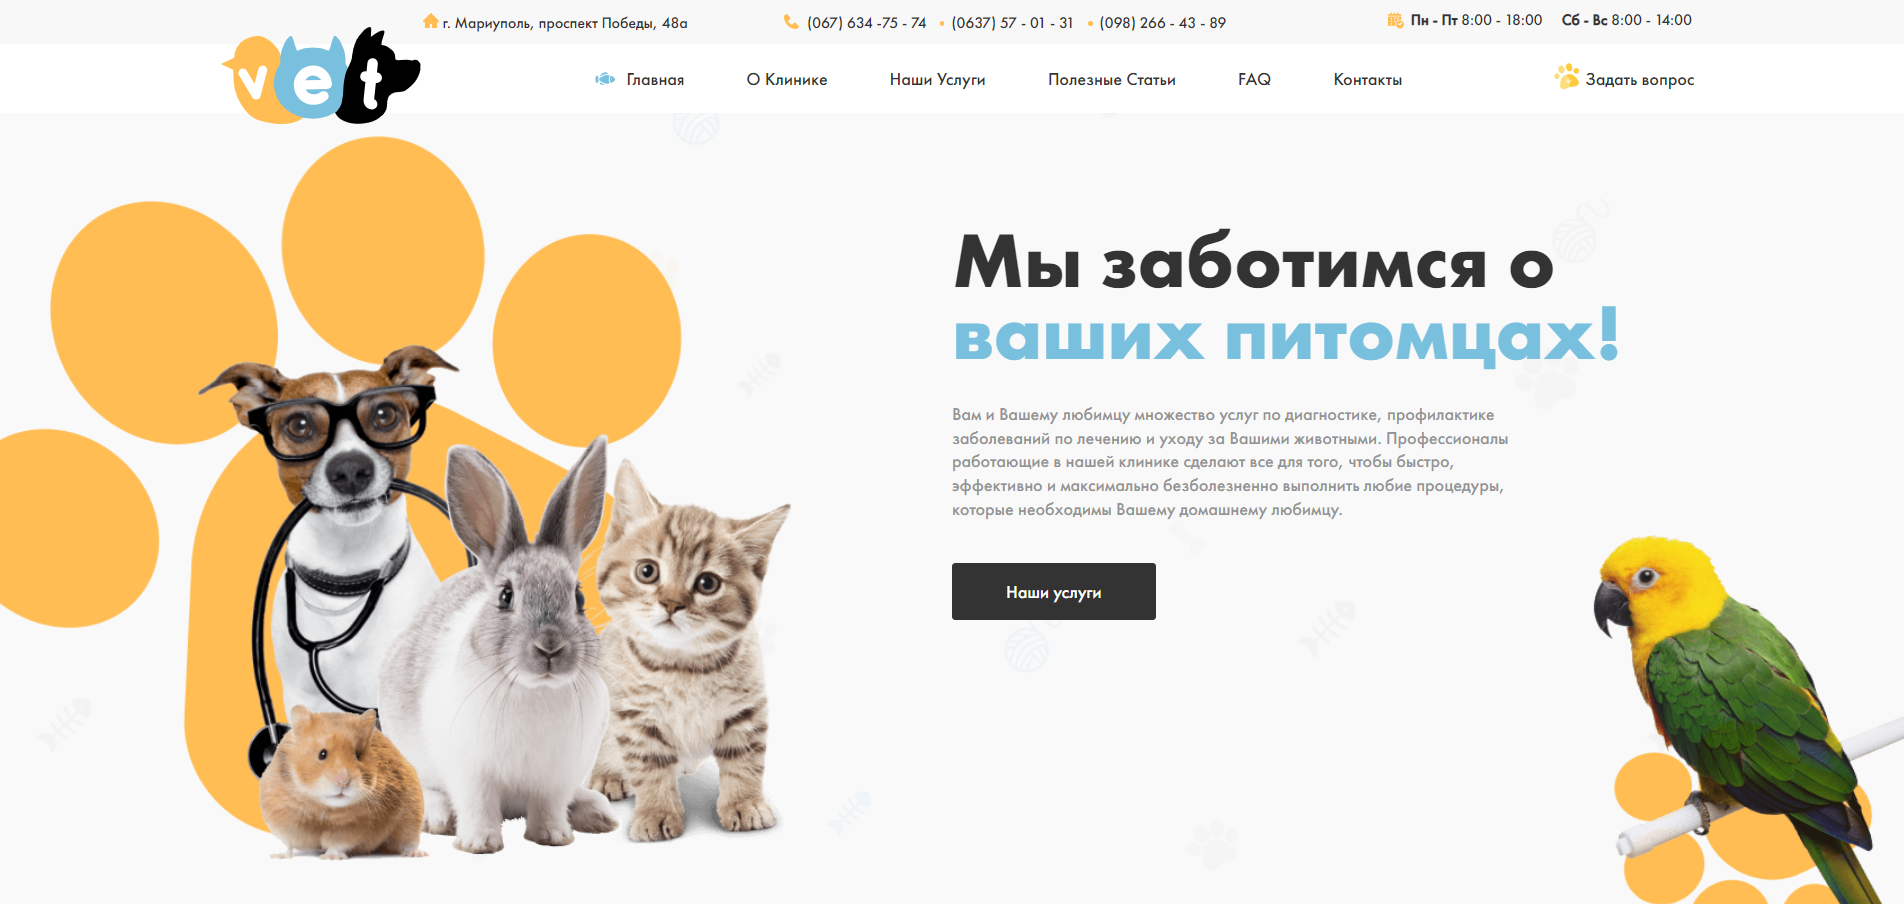 г. Мариуполь, проспект Победы, 48а
(067) 634 -75 - 74 • (0637) 57 - 01 - 31 • (098) 266 - 43 - 89
Пн - Пт 8:00 - 18:00 Сб - Вс 8:00 - 14:00
vet
Главная О Клинике Наши Услуги Полезные Статьи FAQ Контакты
Задать вопрос
Мы заботимся о
ваших питомцах!
Вам и Вашему любимцу множество услуг по диагностике, профилактике
заболеваний по лечению и уходу за Вашими животными. Профессионалы
работающие в нашей клинике сделают все для того, чтобы быстро,
эффективно и максимально безболезненно выполнить любие процедуры,
которые необходимы Вашему домашнему любимцу.
Наши услуги